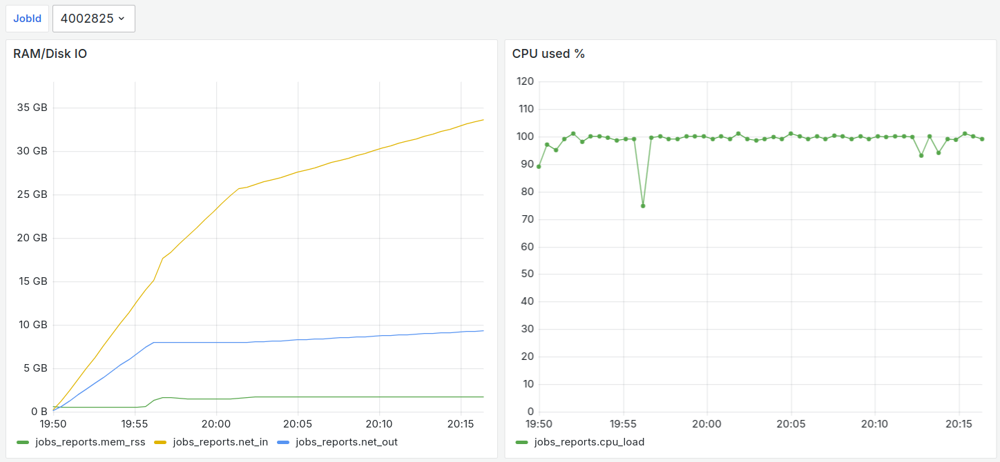 JobId 4002825
RAM/Disk IO
35 GB
30 GB
25 GB
20 GB
15 GB
10 GB
5 GB
0 B
19:50 19:55 20:00 20:05 20:10 20:15
jobs_reports.mem_rss jobs_reports.net_in jobs_reports.net_out
CPU used %
120
110
100
90
80
70
60
50
40
30
20
10
0
19:50 19:55 20:00 20:05 20:10 20:15
jobs_reports.cpu_load